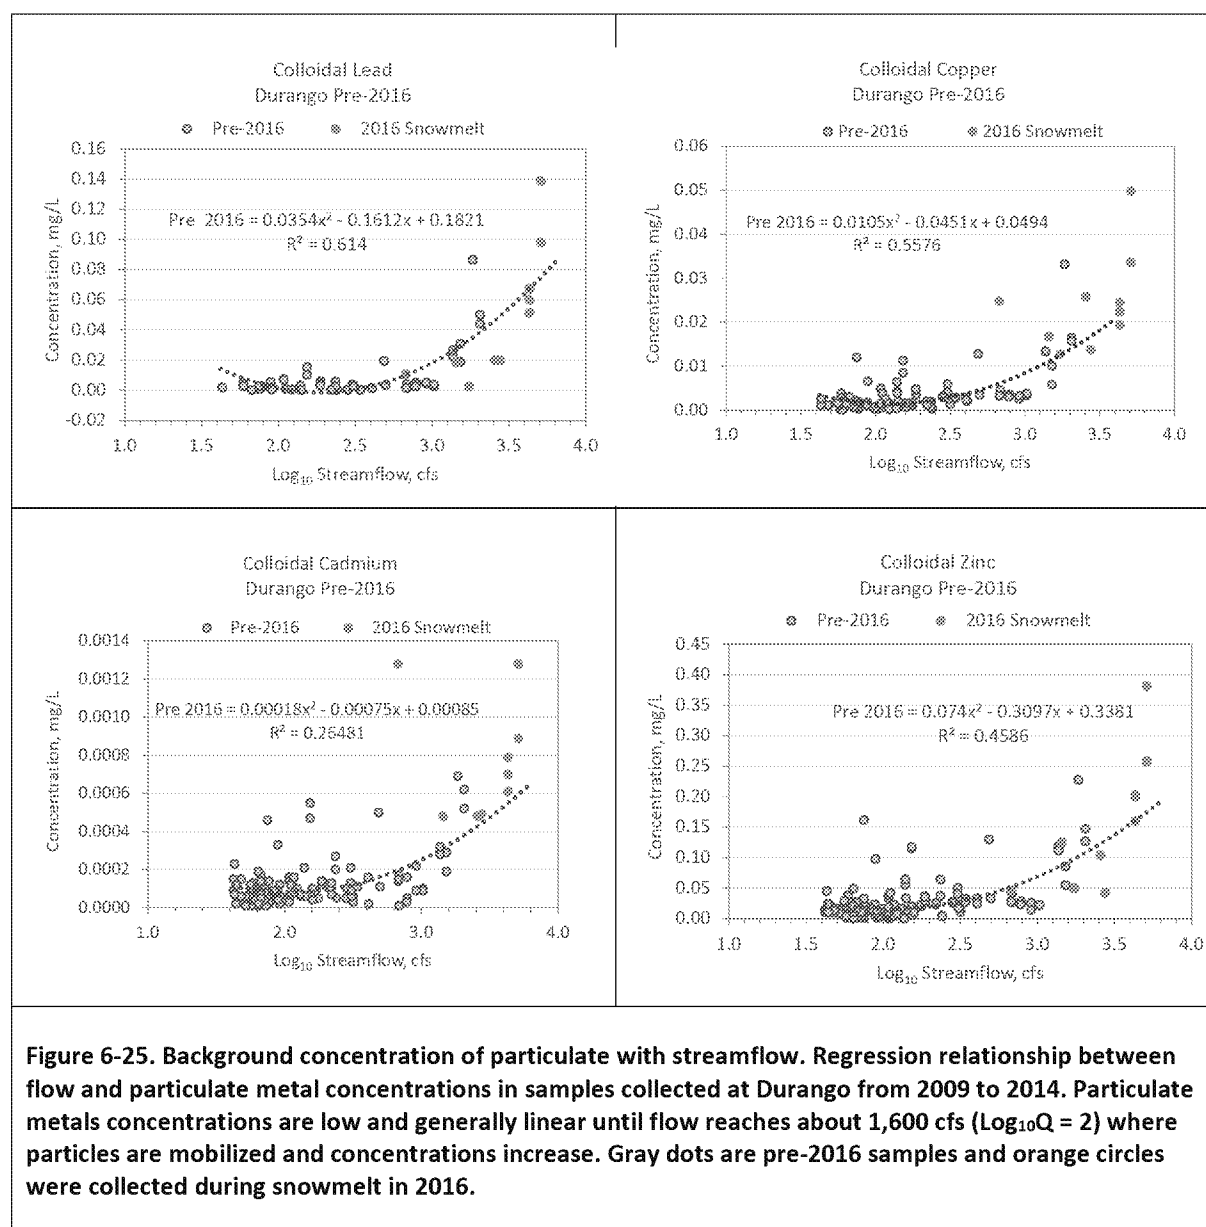 Colloidal Lead
Durango Pre-2016
Pre-2016 2016 Snowmelt
0.16
0.14
0.12
0.10
0.08
0.06
0.04
0.02
0.00
-0.02
Concentration, mg/L
Pre 2016 = 0.0354x² - 0.1612x + 0.1821
R² = 0.614
1.0 1.5 2.0 2.5 3.0 3.5 4.0
Log₁₀ Streamflow, cfs
Colloidal Copper
Durango Pre-2016
Pre-2016 2016 Snowmelt
0.06
0.05
0.04
0.03
0.02
0.01
0.00
Concentration, mg/L
Pre 2016 = 0.0105x² - 0.0451x + 0.0494
R² = 0.5576
1.0 1.5 2.0 2.5 3.0 3.5 4.0
Log₁₀ Streamflow, cfs
Colloidal Cadmium
Durango Pre-2016
Pre-2016 2016 Snowmelt
0.0014
0.0012
0.0010
0.0008
0.0006
0.0004
0.0002
0.0000
Concentration, mg/L
Pre 2016 = 0.00018x² - 0.00075x + 0.00085
R² = 0.26481
1.0 2.0 3.0 4.0
Log₁₀ Streamflow, cfs
Colloidal Zinc
Durango Pre-2016
Pre-2016 2016 Snowmelt
0.45
0.40
0.35
0.30
0.25
0.20
0.15
0.10
0.05
0.00
Concentration, mg/L
Pre 2016 = 0.074x² - 0.3097x + 0.3381
R² = 0.4586
1.0 1.5 2.0 2.5 3.0 3.5 4.0
Log₁₀ Streamflow, cfs
Figure 6-25. Background concentration of particulate with streamflow. Regression relationship between
flow and particulate metal concentrations in samples collected at Durango from 2009 to 2014. Particulate
metals concentrations are low and generally linear until flow reaches about 1,600 cfs (Log₁₀Q = 2) where
particles are mobilized and concentrations increase. Gray dots are pre-2016 samples and orange circles
were collected during snowmelt in 2016.